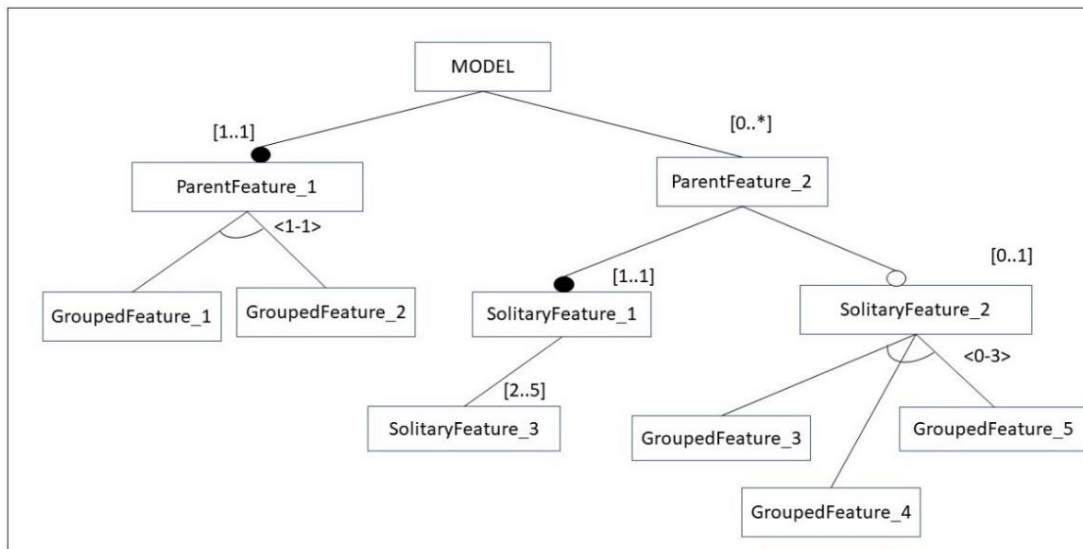 MODEL
[1..1]
[0..*]
ParentFeature_1
ParentFeature_2
<1-1>
GroupedFeature_1
GroupedFeature_2
[1..1]
[0..1]
SolitaryFeature_1
SolitaryFeature_2
<0-3>
[2..5]
SolitaryFeature_3
GroupedFeature_3
GroupedFeature_5
GroupedFeature_4